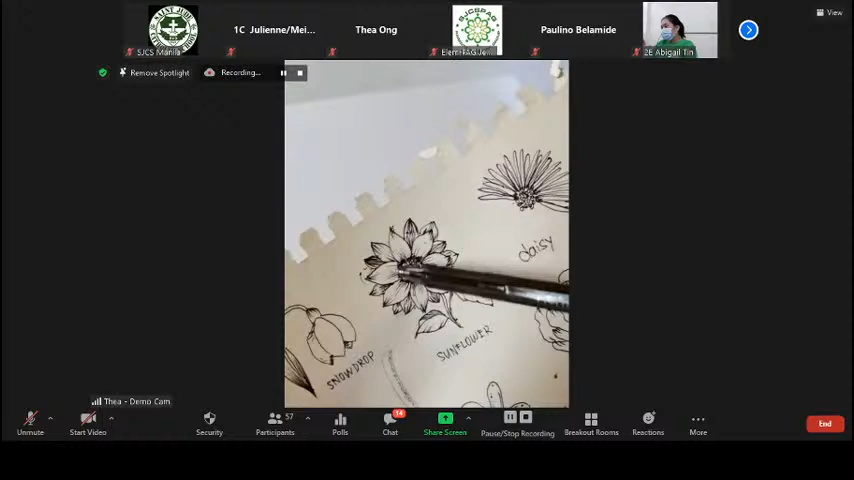 View
1C Julienne/Mei...
Thea Ong
Paulino Belamide
SJCS Manila
2E Abigail Tin
Remove Spotlight
Recording...
daisy
SUNFLOWER
SNOWDROP
Thea - Demo Cam
57
14
Unmute
Start Video
Security
Participants
Polls
Chat
Share Screen
Pause/Stop Recording
Breakout Rooms
Reactions
More
End